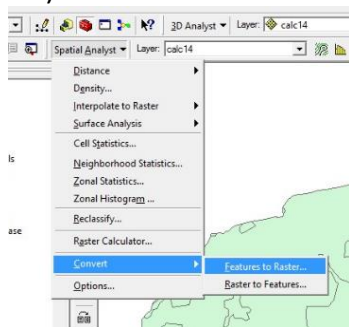 3D Analyst Layer: calc14
Spatial Analyst Layer: calc14
Distance
Density...
Interpolate to Raster
Surface Analysis
Cell Statistics...
ls
Neighborhood Statistics...
Zonal Statistics...
Zonal Histogram ...
Reclassify...
ase
Raster Calculator...
Convert
Features to Raster...
Options...
Raster to Features...